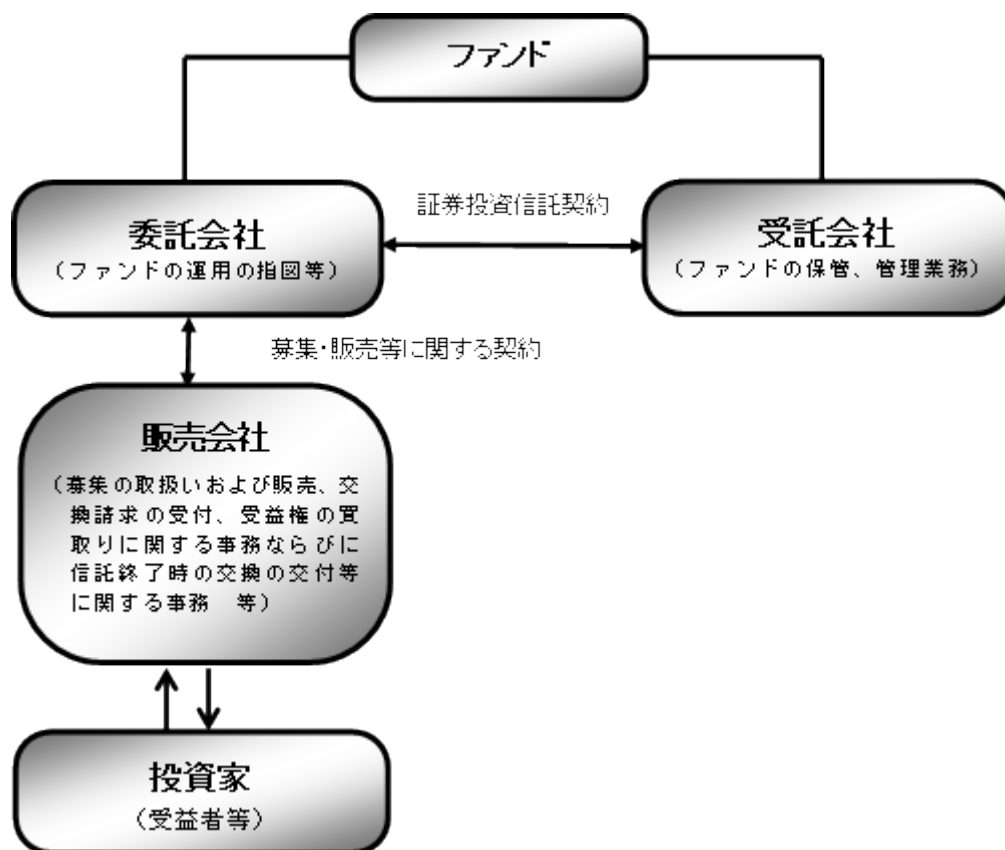 ファンド
証券投資信託契約
委託会社
（ファンドの運用の指図等）
受託会社
（ファンドの保管、管理業務）
募集・販売等に関する契約
販売会社
（募集の取扱いおよび販売、交
換請求の受付、受益権の買
取りに関する事務ならびに
信託終了時の交換の交付等
に関する事務　等）
投資家
（受益者等）